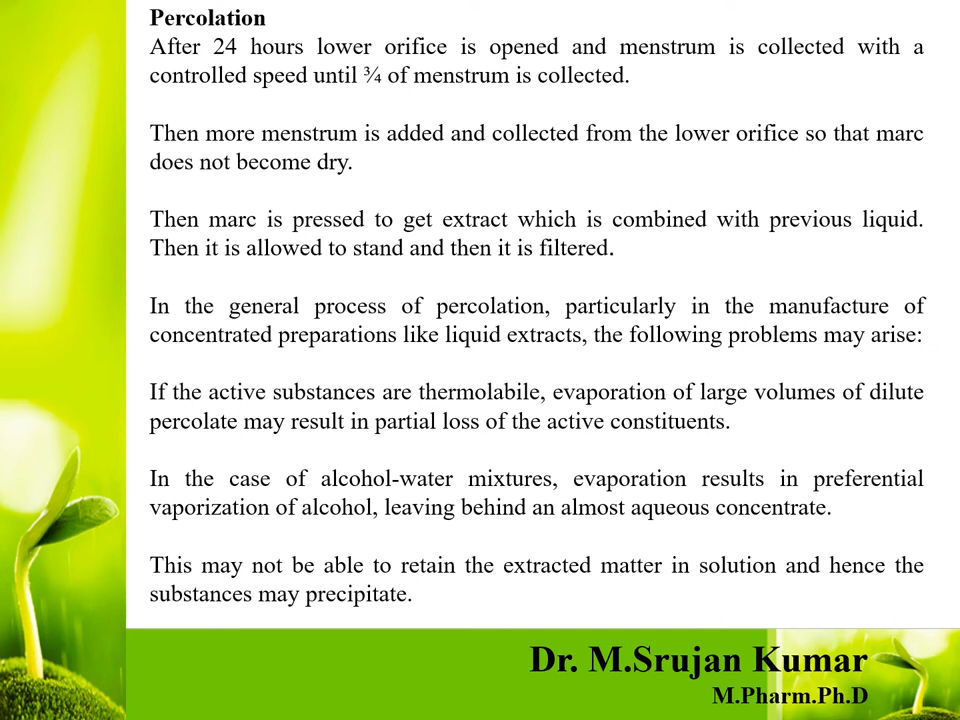 Percolation
After 24 hours lower orifice is opened and menstrum is collected with a
controlled speed until ¾ of menstrum is collected.
Then more menstrum is added and collected from the lower orifice so that marc
does not become dry.
Then marc is pressed to get extract which is combined with previous liquid.
Then it is allowed to stand and then it is filtered.
In the general process of percolation, particularly in the manufacture of
concentrated preparations like liquid extracts, the following problems may arise:
If the active substances are thermolabile, evaporation of large volumes of dilute
percolate may result in partial loss of the active constituents.
In the case of alcohol-water mixtures, evaporation results in preferential
vaporization of alcohol, leaving behind an almost aqueous concentrate.
This may not be able to retain the extracted matter in solution and hence the
substances may precipitate.
Dr. M.Srujan Kumar
M.Pharm.Ph.D